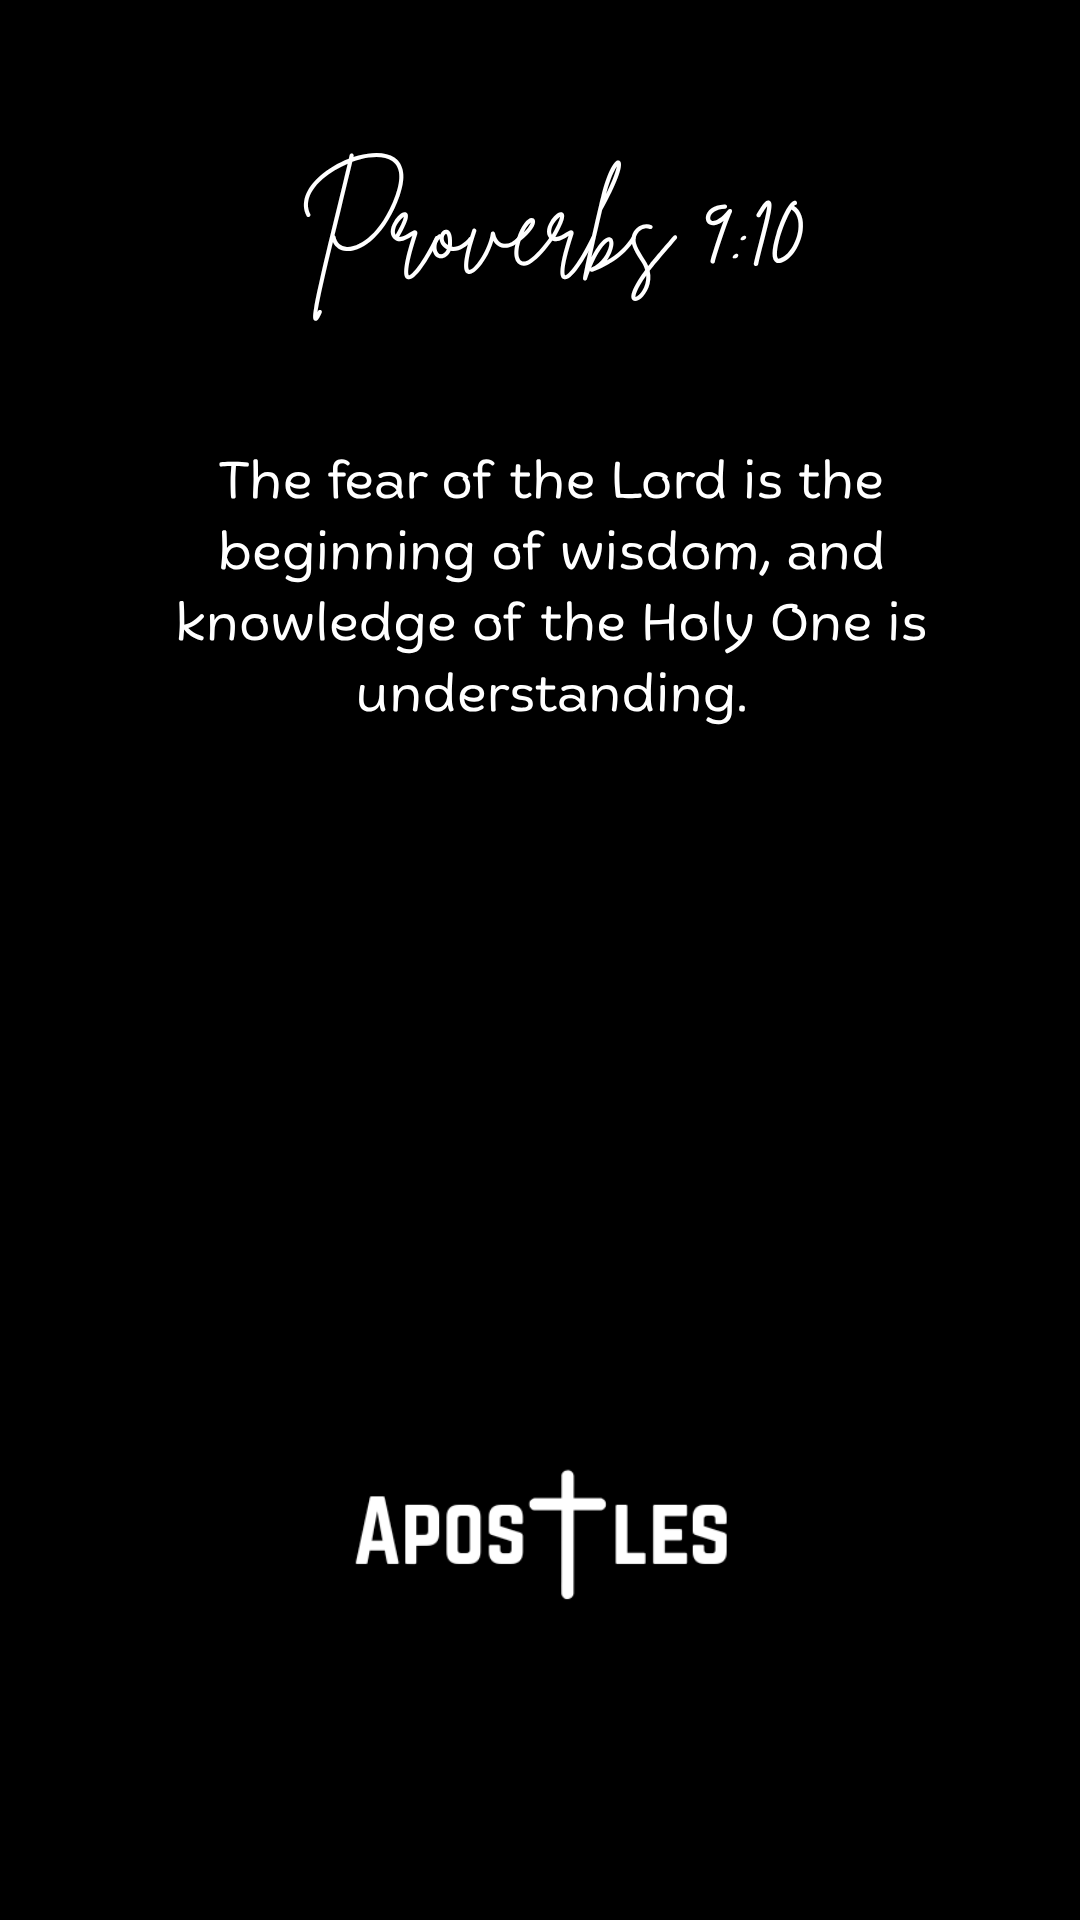 Proverbs 9:10
The fear of the Lord is the
beginning of wisdom, and
knowledge of the Holy One is
understanding.
Apostles